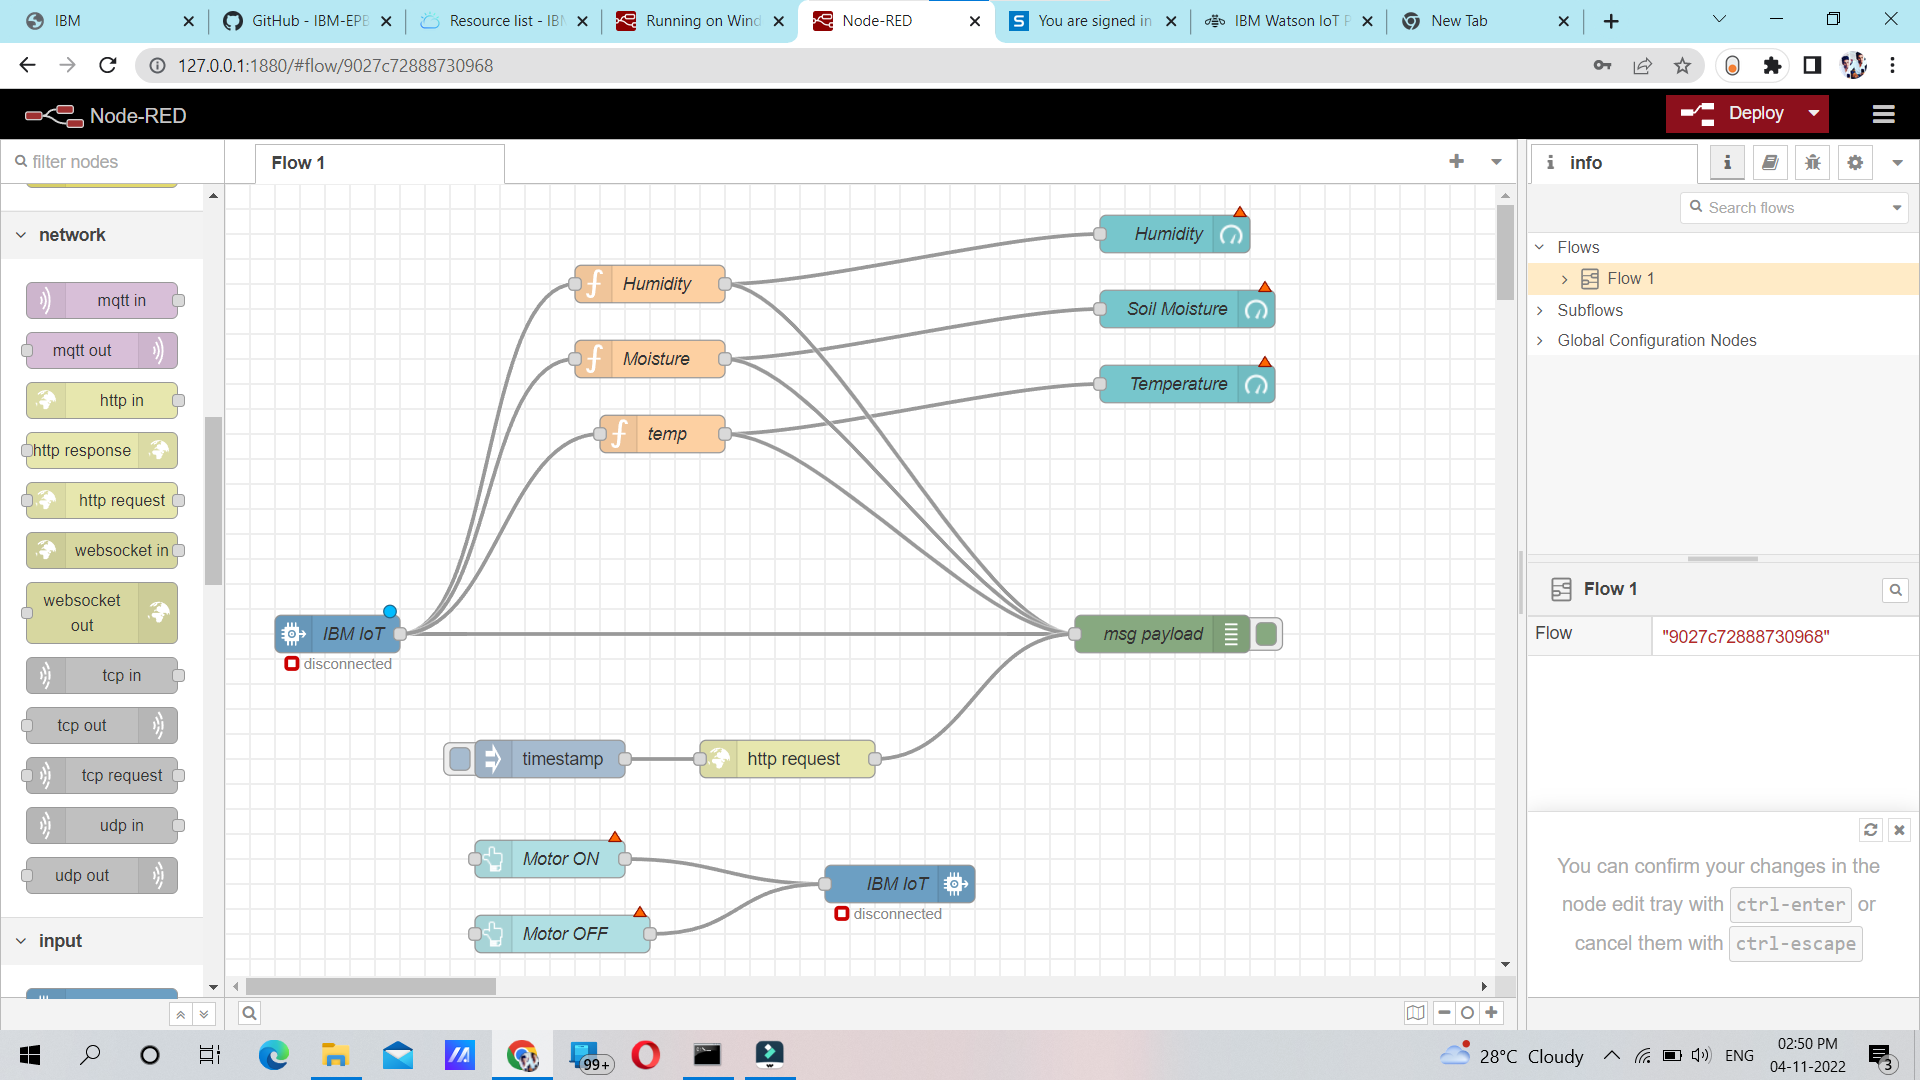 IBM
GitHub - IBM-EPB
Resource list - IBM
Running on Wind
Node-RED
You are signed in
IBM Watson IoT P
New Tab
127.0.0.1:1880/#flow/9027c72888730968
Node-RED
Deploy
filter nodes
Flow 1
info
Search flows
network
mqtt in
mqtt out
http in
http response
http request
websocket in
websocket
out
tcp in
tcp out
tcp request
udp in
udp out
input
Humidity
Moisture
temp
Humidity
Soil Moisture
Temperature
IBM IoT
disconnected
msg payload
timestamp
http request
Motor ON
Motor OFF
IBM IoT
disconnected
Flows
Flow 1
Subflows
Global Configuration Nodes
Flow 1
Flow
"9027c72888730968"
You can confirm your changes in the
node edit tray with ctrl-enter or
cancel them with ctrl-escape
99+
28°C Cloudy
ENG
02:50 PM
04-11-2022
3